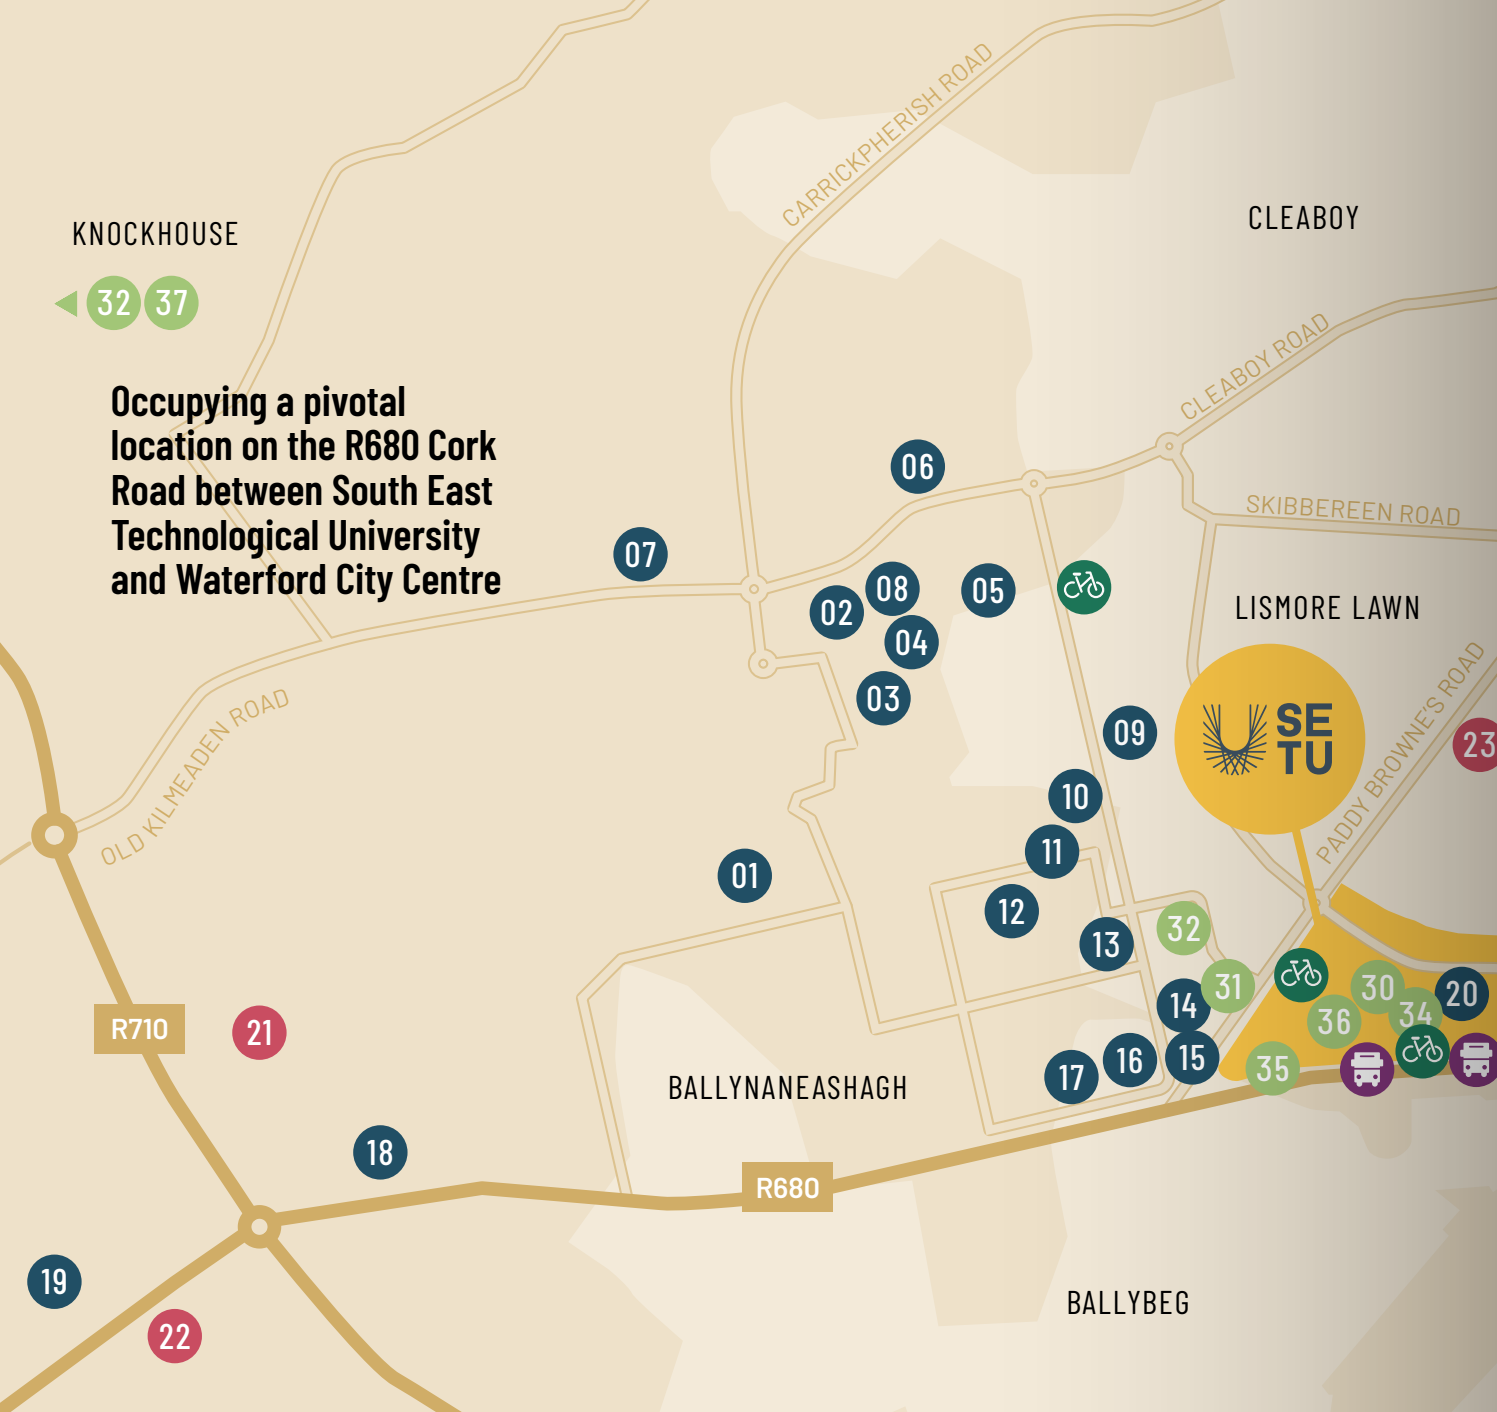 CARRICKPHERISH ROAD
KNOCKHOUSE
CLEABOY
32 37
CLEABOY ROAD
Occupying a pivotal
location on the R680 Cork
Road between South East
Technological University
and Waterford City Centre
06
SKIBBEREEN ROAD
07
08
05
02
04
LISMORE LAWN
03
OLD KILMEADEN ROAD
09
SE
TU
PADDY BROWNE'S ROAD
23
10
11
01
12
32
13
31
30
20
14
34
36
R710
21
15
16
35
17
BALLYNANEASHAGH
18
R680
19
BALLYBEG
22